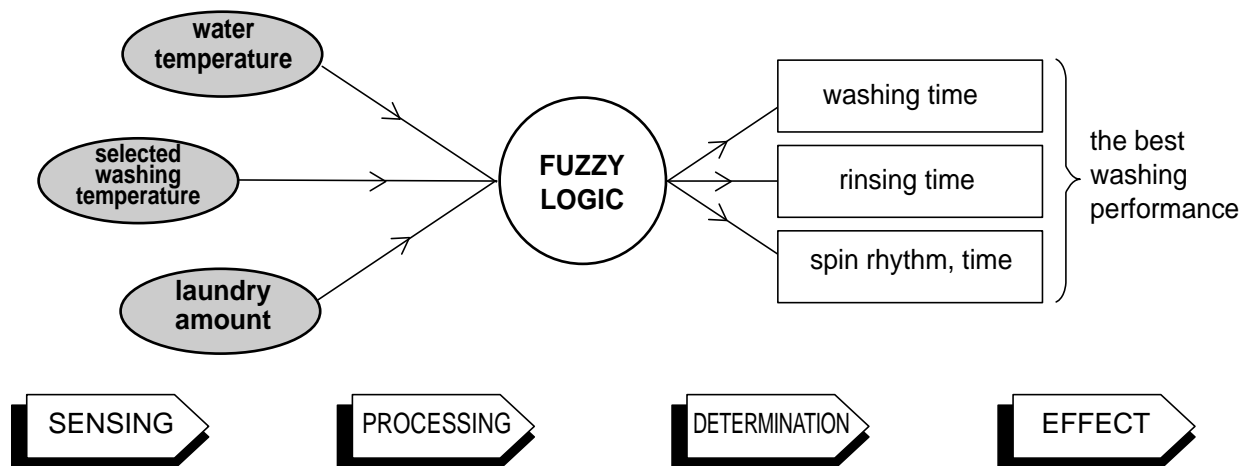 water
temperature
selected
washing
temperature
laundry
amount
FUZZY
LOGIC
washing time
rinsing time
spin rhythm, time
the best
washing
performance
SENSING
PROCESSING
DETERMINATION
EFFECT